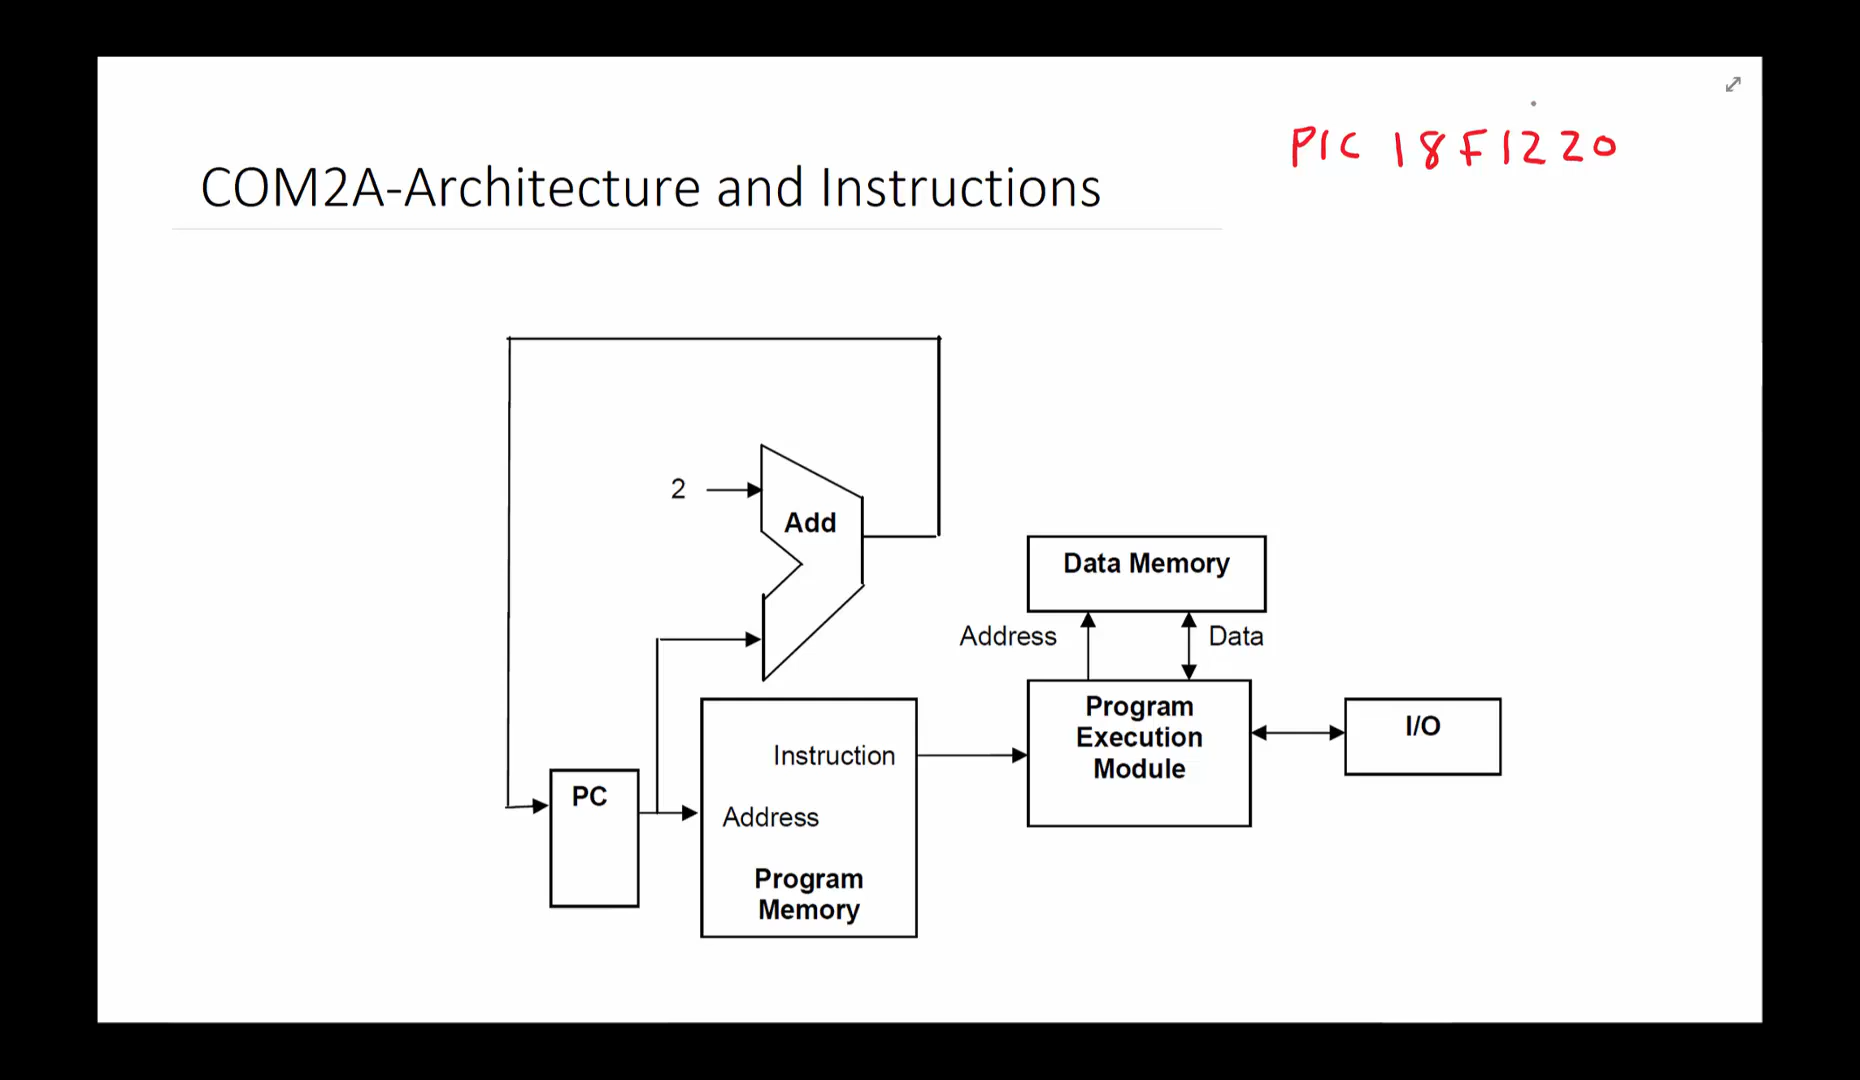 PIC 18F1220
COM2A-Architecture and Instructions
2
Add
Data Memory
Address
Data
Program
Execution
Module
I/O
Instruction
PC
Address
Program
Memory